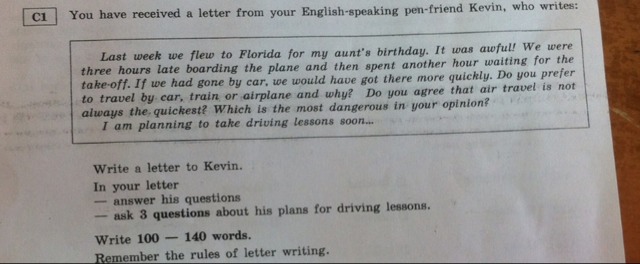 C1 You have received a letter from your English-speaking pen-friend Kevin, who writes:
Last week we flew to Florida for my aunt's birthday. It was awful! We were
three hours late boarding the plane and then spent another hour waiting for the
take-off. If we had gone by car, we would have got there more quickly. Do you prefer
to travel by car, train or airplane and why? Do you agree that air travel is not
always the quickest? Which is the most dangerous in your opinion?
I am planning to take driving lessons soon...
Write a letter to Kevin.
In your letter
— answer his questions
— ask 3 questions about his plans for driving lessons.
Write 100 — 140 words.
Remember the rules of letter writing.